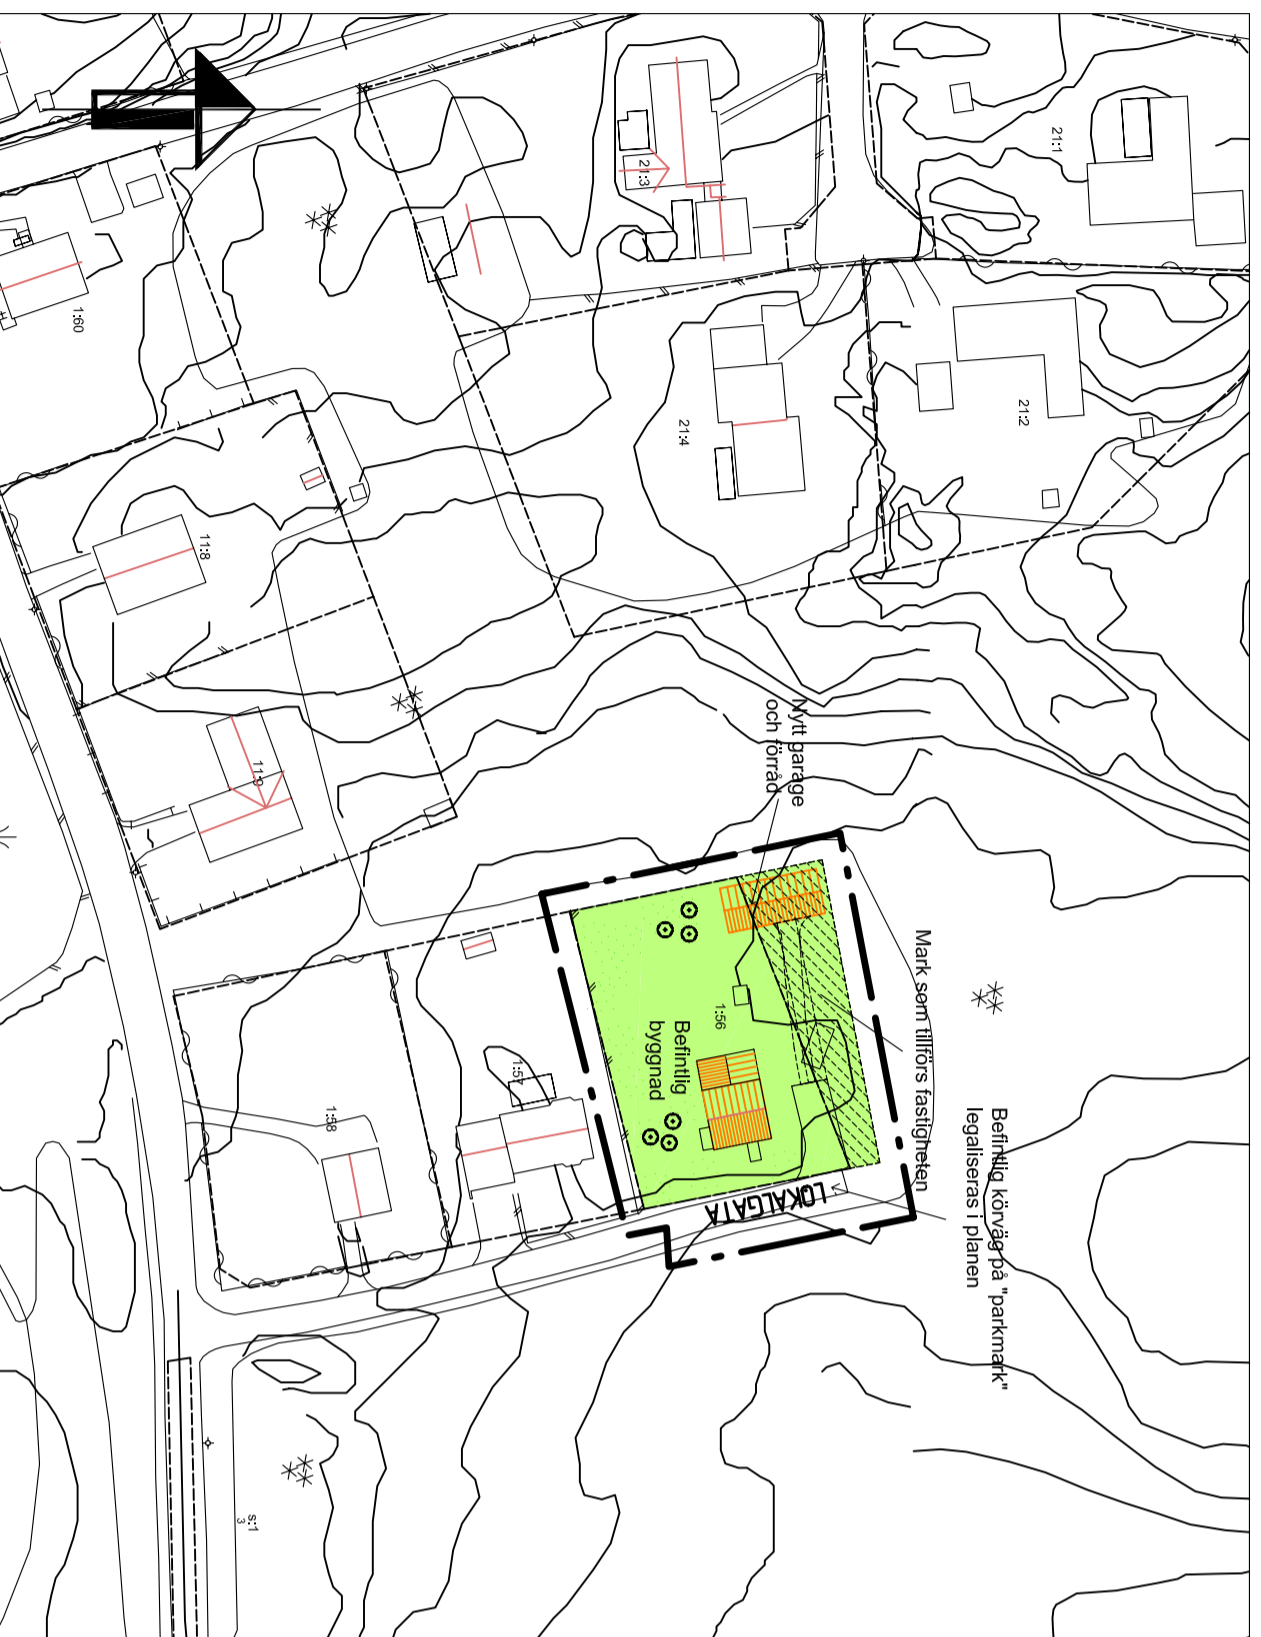 21:1
21:3
1:60
21:2
21:4
11:8
11:9
Nytt garage
och förråd
Mark som tillförs fastigheten
1:56
Befintlig
byggnad
1:57
1:58
LOKALGATA
Befintlig körväg på "parkmark"
legaliseras i planen
s:1
3